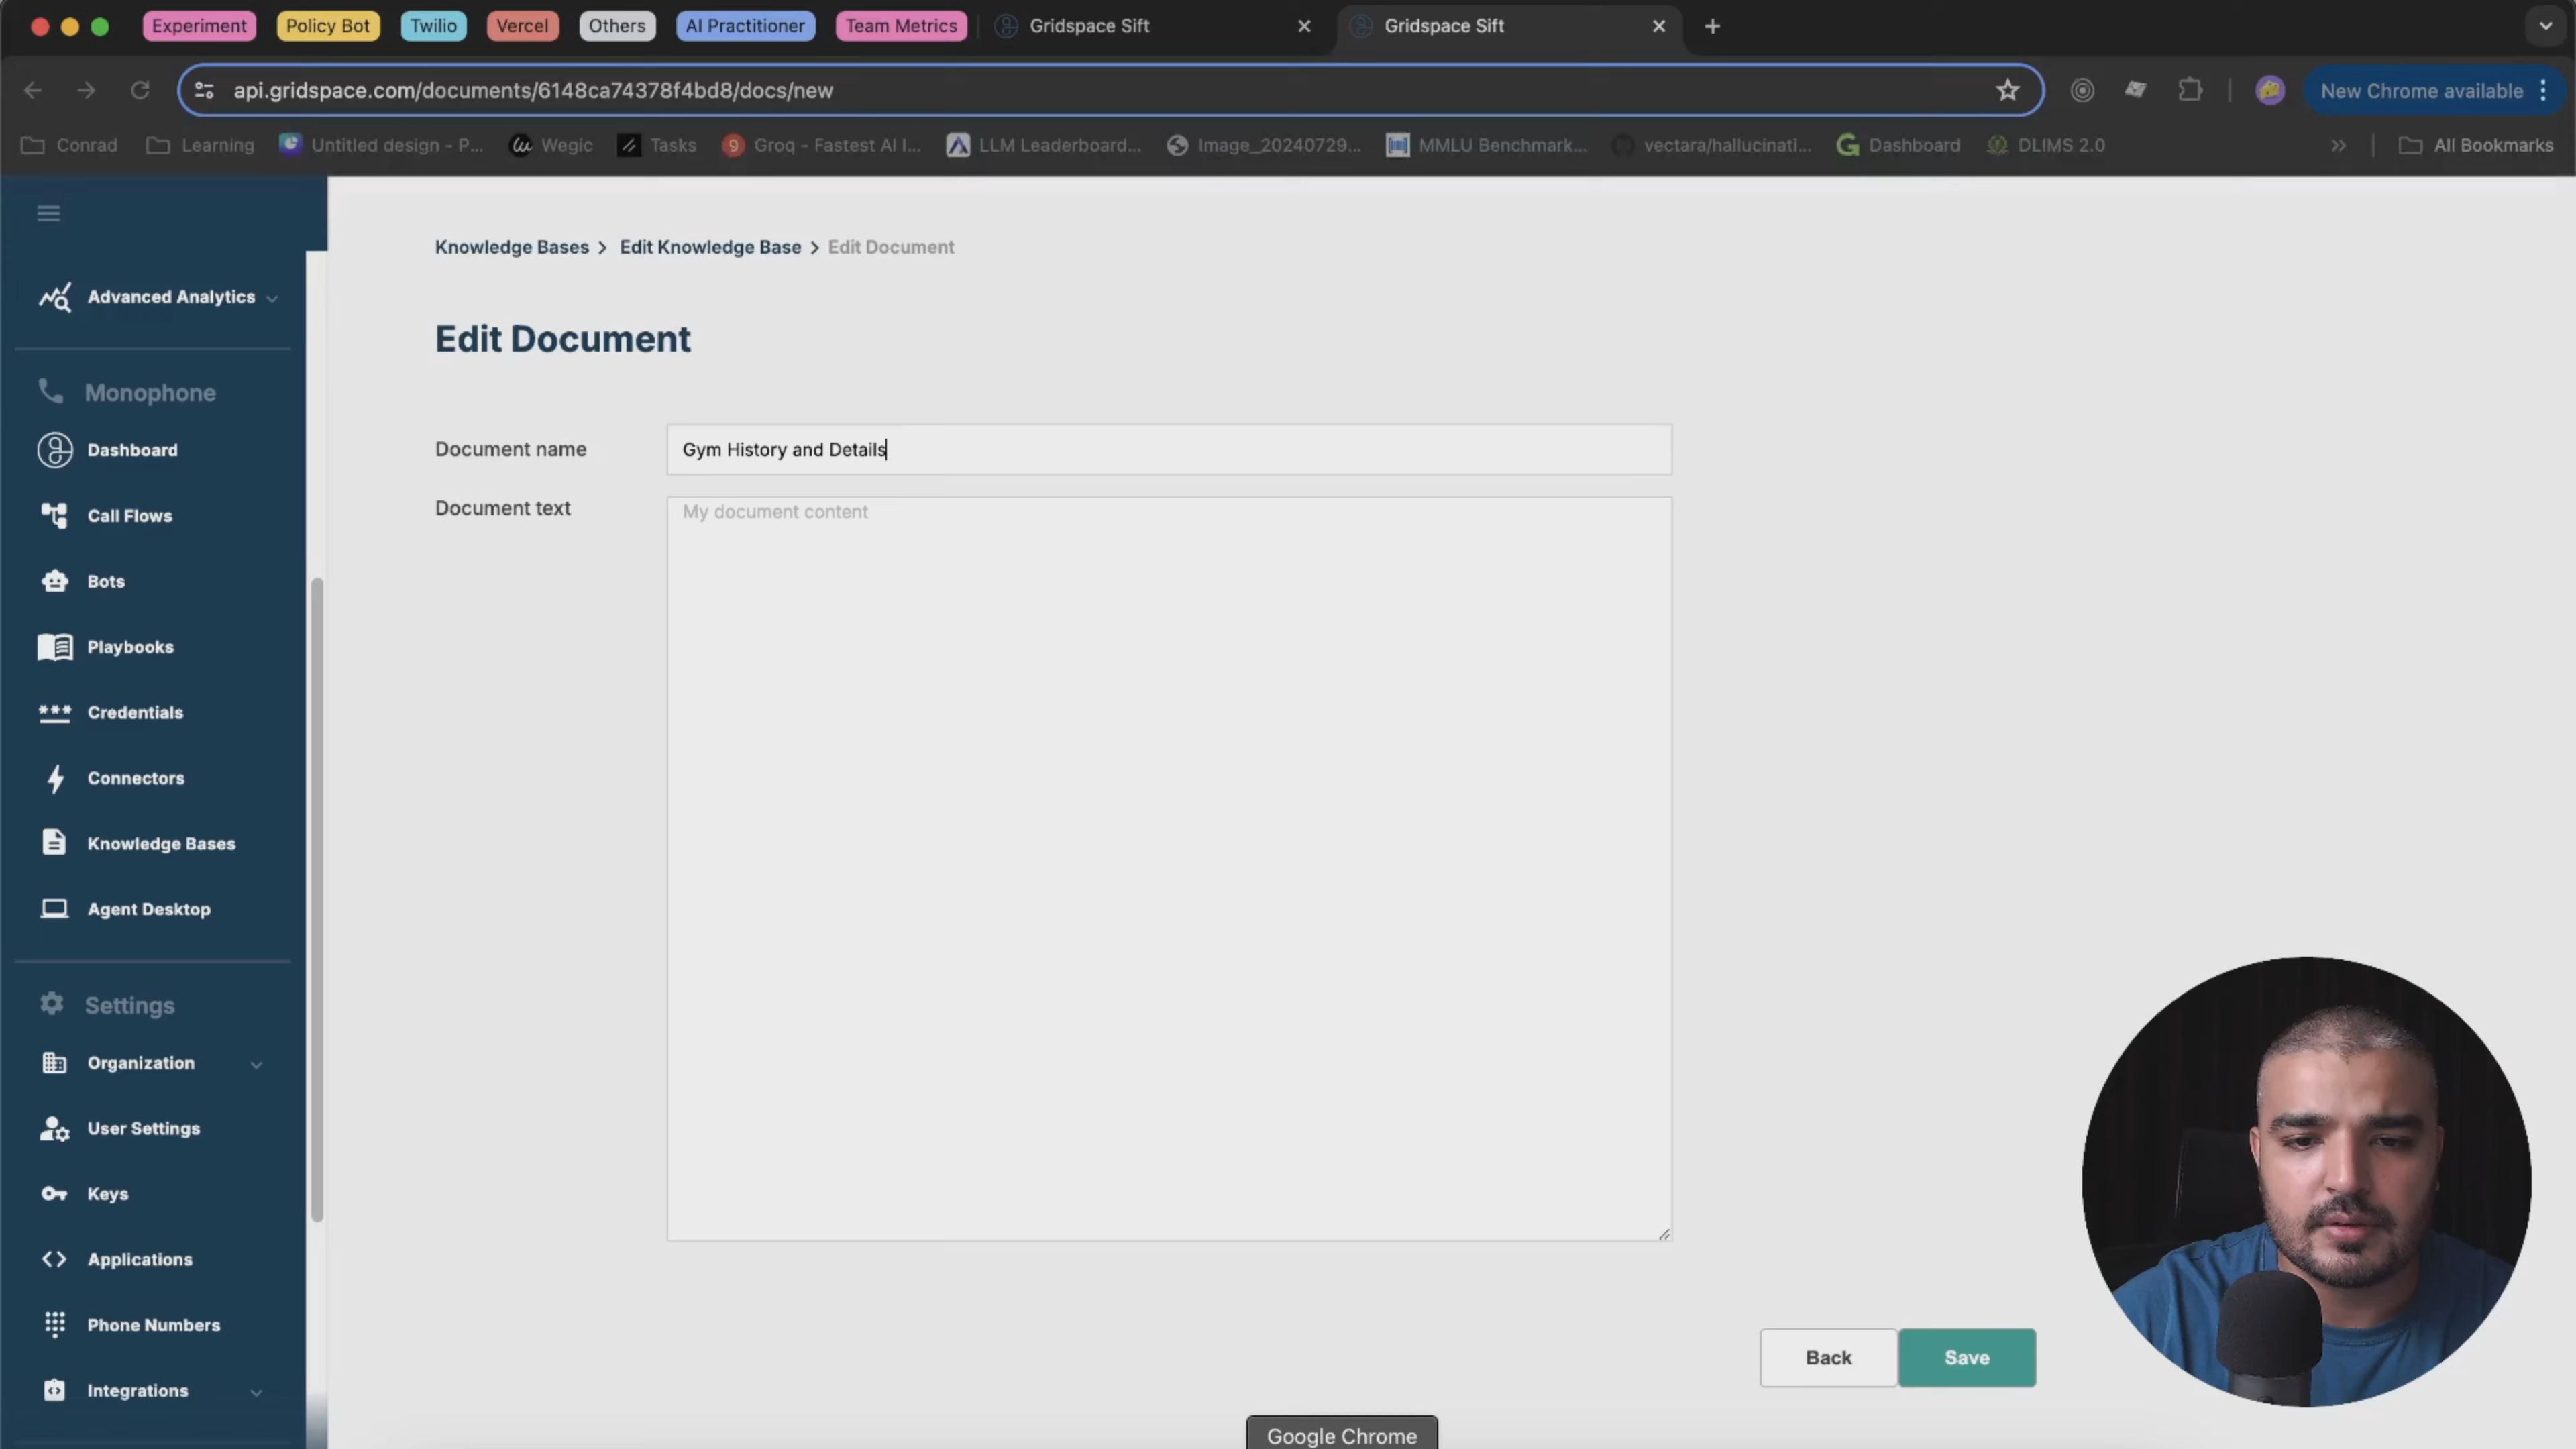 Experiment
Policy Bot
Twilio
Vercel
Others
AI Practitioner
Team Metrics
Gridspace Sift
Gridspace Sift
api.gridspace.com/documents/6148ca74378f4bd8/docs/new
New Chrome available
Conrad
Learning
Untitled design - P...
Wegic
Tasks
Groq - Fastest AI I...
LLM Leaderboard...
Image_20240729...
MMLU Benchmark...
vectara/hallucinati...
Dashboard
DLIMS 2.0
All Bookmarks
Advanced Analytics
Monophone
Dashboard
Call Flows
Bots
Playbooks
Credentials
Connectors
Knowledge Bases
Agent Desktop
Settings
Organization
User Settings
Keys
Applications
Phone Numbers
Integrations
Knowledge Bases > Edit Knowledge Base > Edit Document
Edit Document
Document name
Gym History and Details
Document text
My document content
Back
Save
Google Chrome